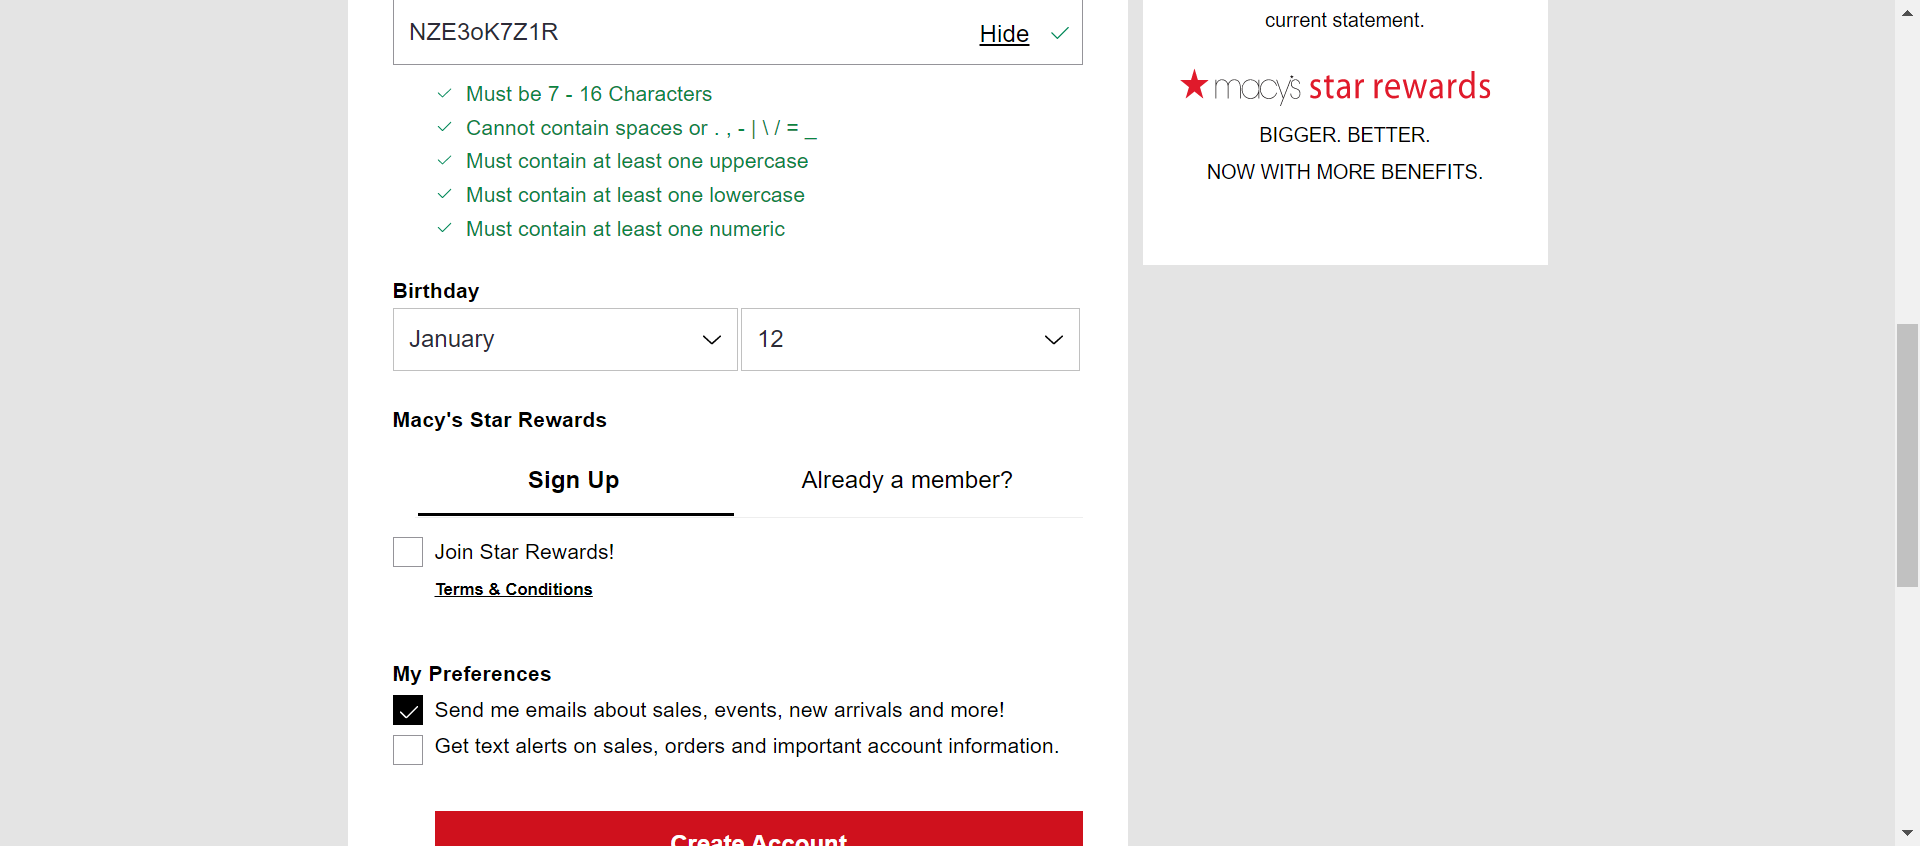 NZE3oK7Z1R
Hide
Must be 7 - 16 Characters
Cannot contain spaces or . , - | \ / = _
Must contain at least one uppercase
Must contain at least one lowercase
Must contain at least one numeric
Birthday
January
12
Macy's Star Rewards
Sign Up
Already a member?
Join Star Rewards!
Terms & Conditions
My Preferences
Send me emails about sales, events, new arrivals and more!
Get text alerts on sales, orders and important account information.
Create Account
current statement.
macy's star rewards
BIGGER. BETTER.
NOW WITH MORE BENEFITS.